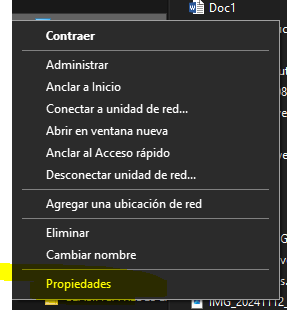 Doc1
Contraer
Administrar
Anclar a Inicio
Conectar a unidad de red...
Abrir en ventana nueva
Anclar al Acceso rápido
Desconectar unidad de red...
Agregar una ubicación de red
Eliminar
Cambiar nombre
Propiedades
IMG_20241112_